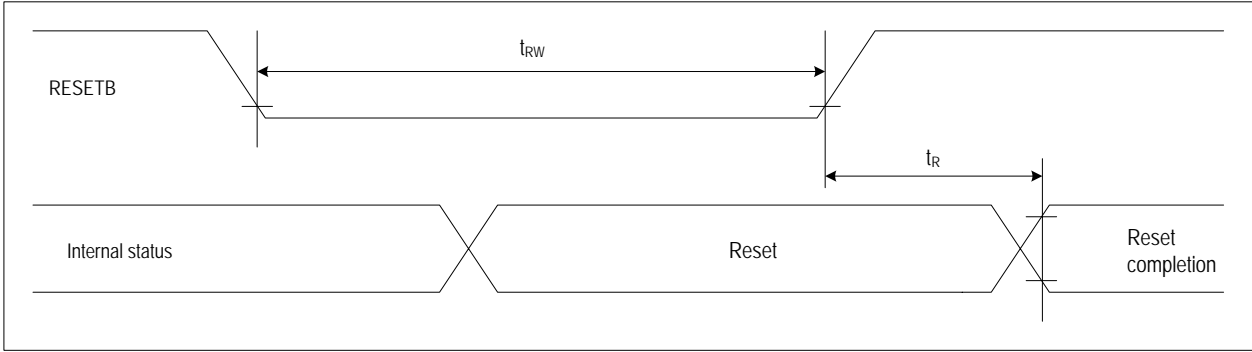 tRW
RESETB
tR
Internal status
Reset
Reset
completion